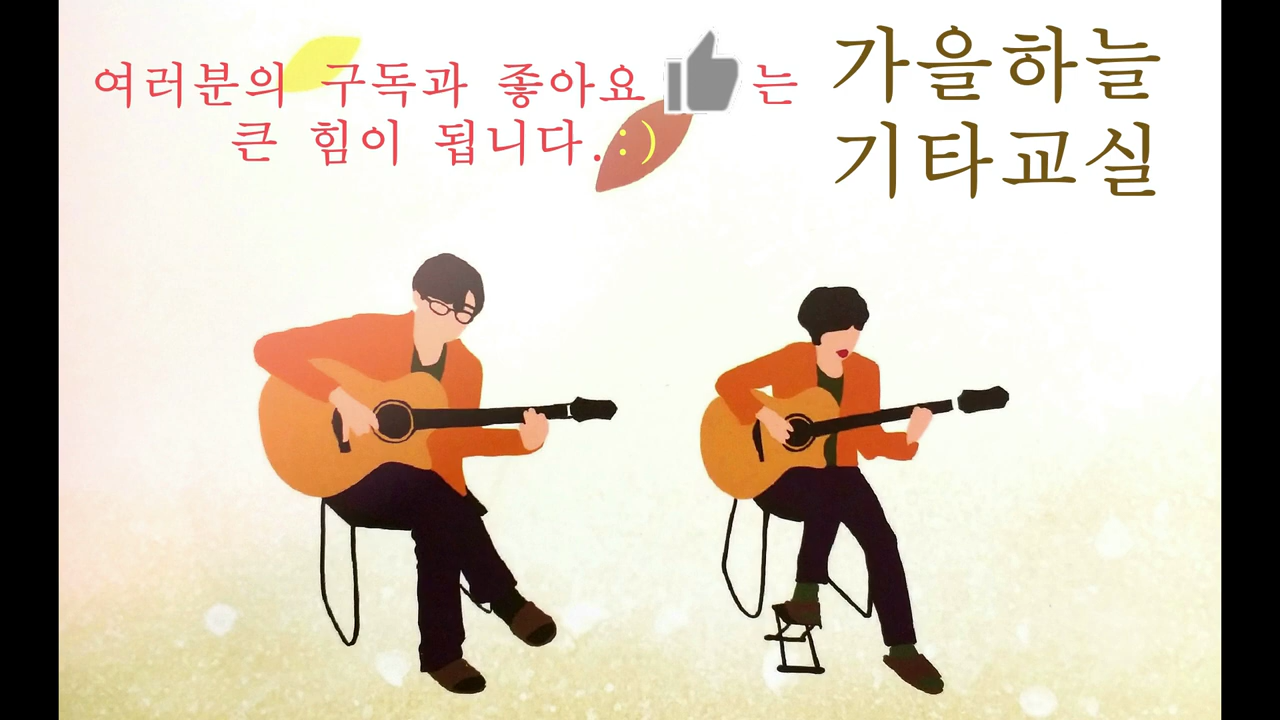 여러분의 구독과 좋아요 는
큰 힘이 됩니다. :)
가을하늘
기타교실